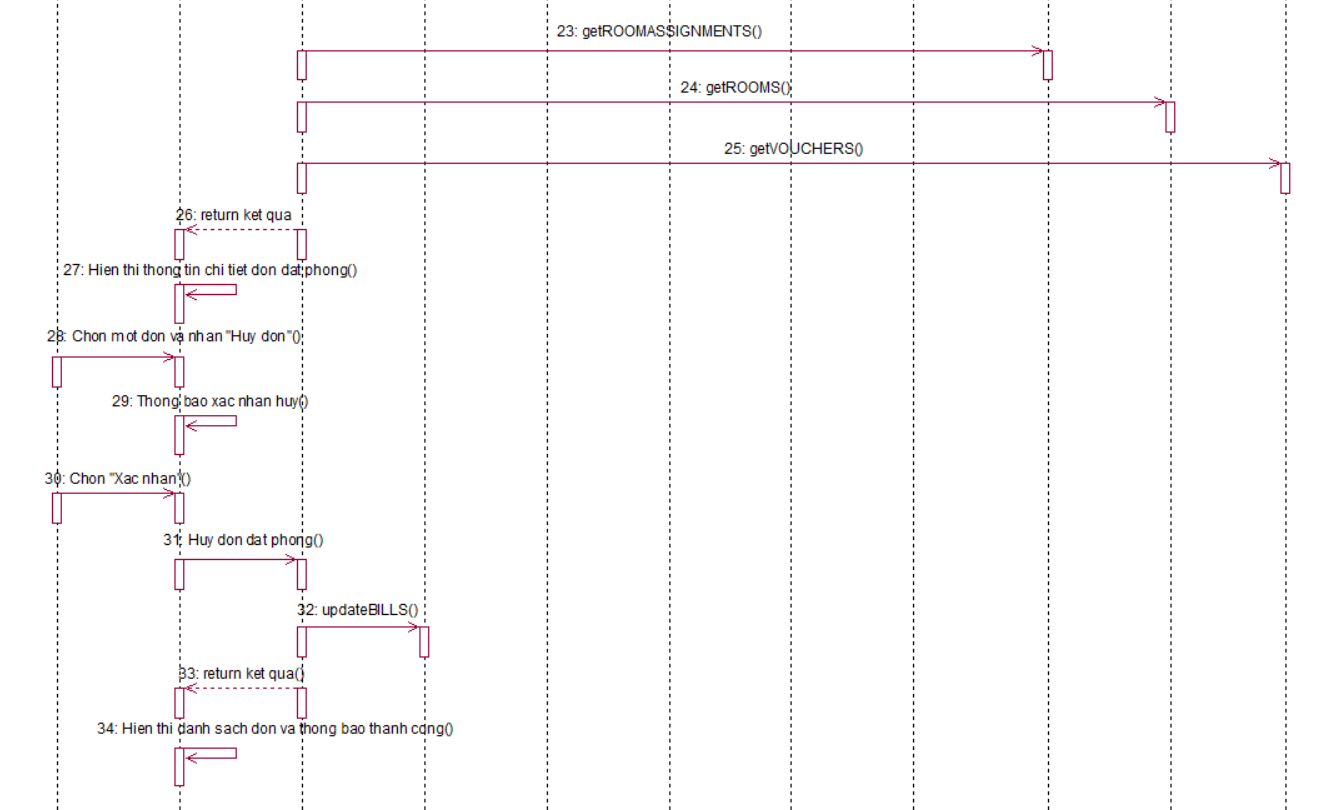 23: getROOMASSIGNMENTS()
24: getROOMS()
25: getVOUCHERS()
26: return ket qua
27: Hien thi thong tin chi tiet don dat phong()
28: Chon mot don va nhan "Huy don"()
29: Thong bao xac nhan huy()
30: Chon "Xac nhan"()
31: Huy don dat phong()
32: updateBILLS()
33: return ket qua()
34: Hien thi danh sach don va thong bao thanh cong()